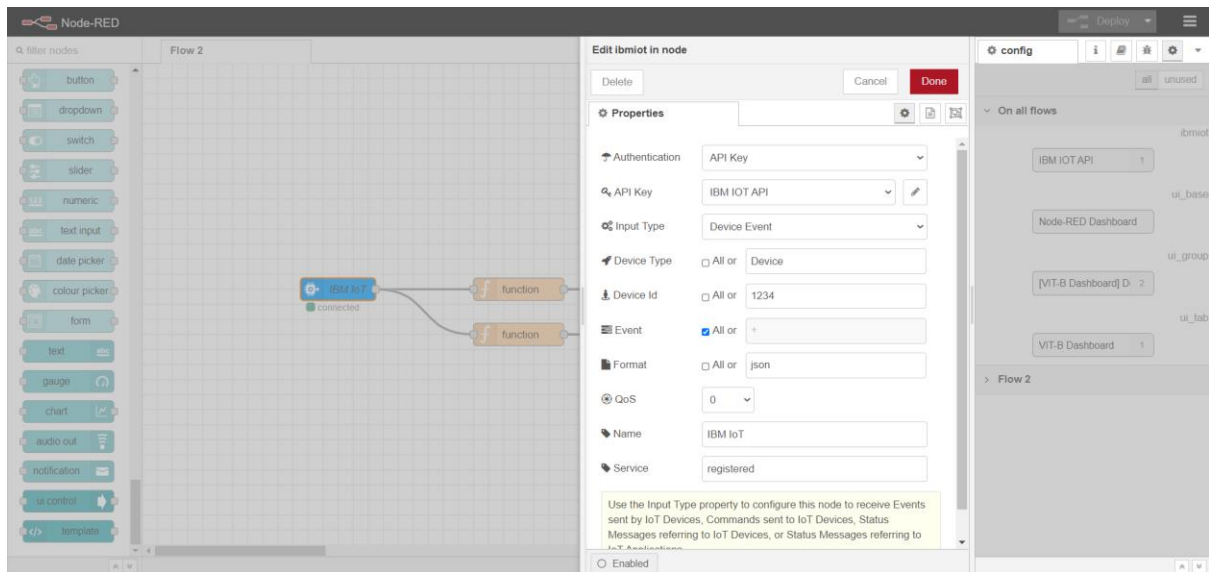 Node-RED
Deploy
filter nodes
button
dropdown
switch
slider
numeric
text input
date picker
colour picker
form
text
gauge
chart
audio out
notification
ui control
template
Flow 2
IBM IoT
connected
function
function
Edit ibmiot in node
Delete
Cancel
Done
Properties
Authentication
API Key
API Key
IBM IOT API
Input Type
Device Event
Device Type
All or
Device
Device Id
All or
1234
Event
All or
*
Format
All or
json
QoS
0
Name
IBM IoT
Service
registered
Use the Input Type property to configure this node to receive Events
sent by IoT Devices, Commands sent to IoT Devices, Status
Messages referring to IoT Devices, or Status Messages referring to
IoT Applications
Enabled
config
all
unused
On all flows
ibmiot
IBM IOT API
1
ui_base
Node-RED Dashboard
ui_group
[VIT-B Dashboard] D
2
ui_tab
VIT-B Dashboard
1
Flow 2